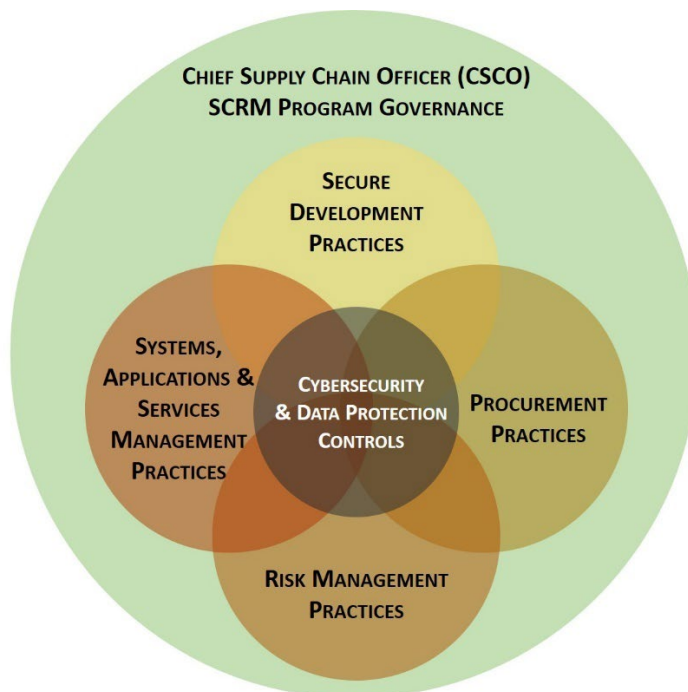 Chief Supply Chain Officer (CSCO)
SCRM Program Governance
Secure
Development
Practices
Systems,
Applications &
Services
Management
Practices
Cybersecurity
& Data Protection
Controls
Procurement
Practices
Risk Management
Practices